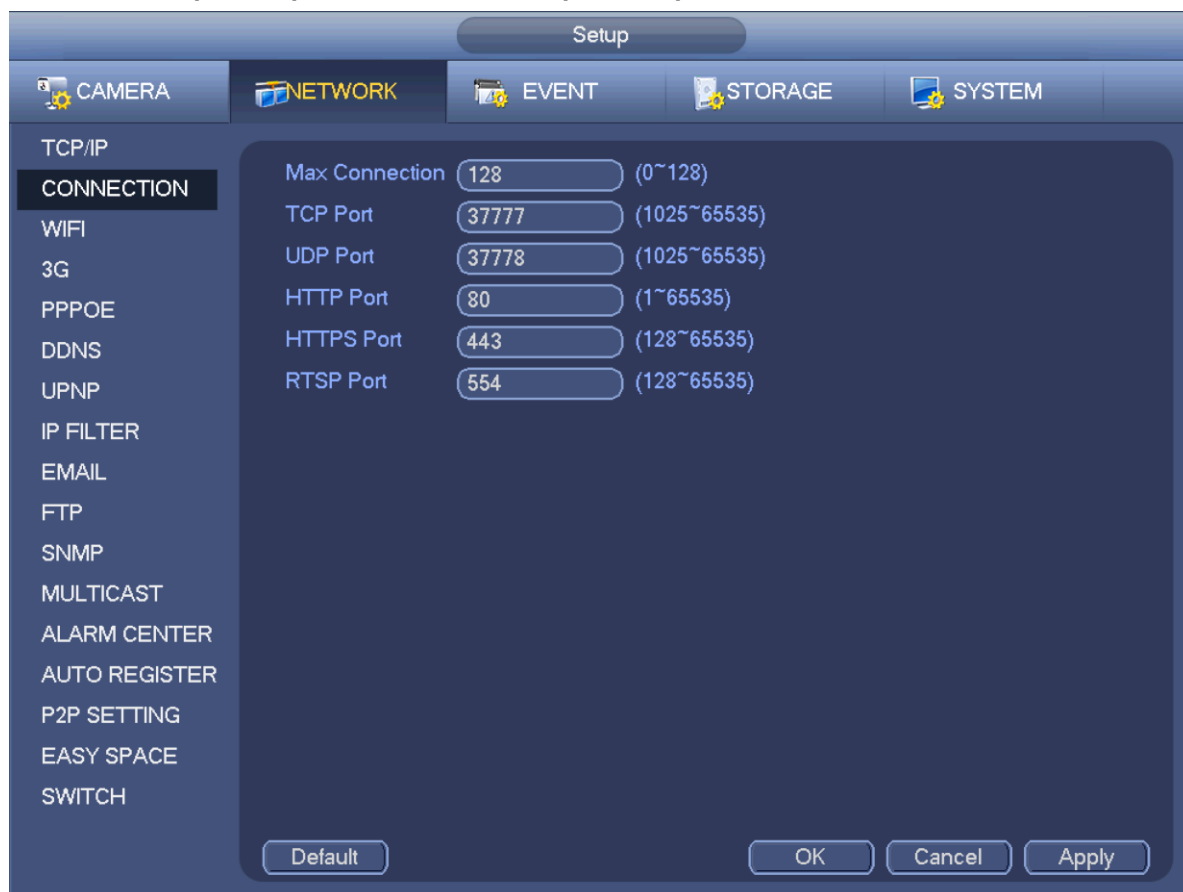 Setup
CAMERA NETWORK EVENT STORAGE SYSTEM
TCP/IP
CONNECTION
WIFI
3G
PPPOE
DDNS
UPNP
IP FILTER
EMAIL
FTP
SNMP
MULTICAST
ALARM CENTER
AUTO REGISTER
P2P SETTING
EASY SPACE
SWITCH
Max Connection 128 (0~128)
TCP Port 37777 (1025~65535)
UDP Port 37778 (1025~65535)
HTTP Port 80 (1~65535)
HTTPS Port 443 (128~65535)
RTSP Port 554 (128~65535)
Default OK Cancel Apply